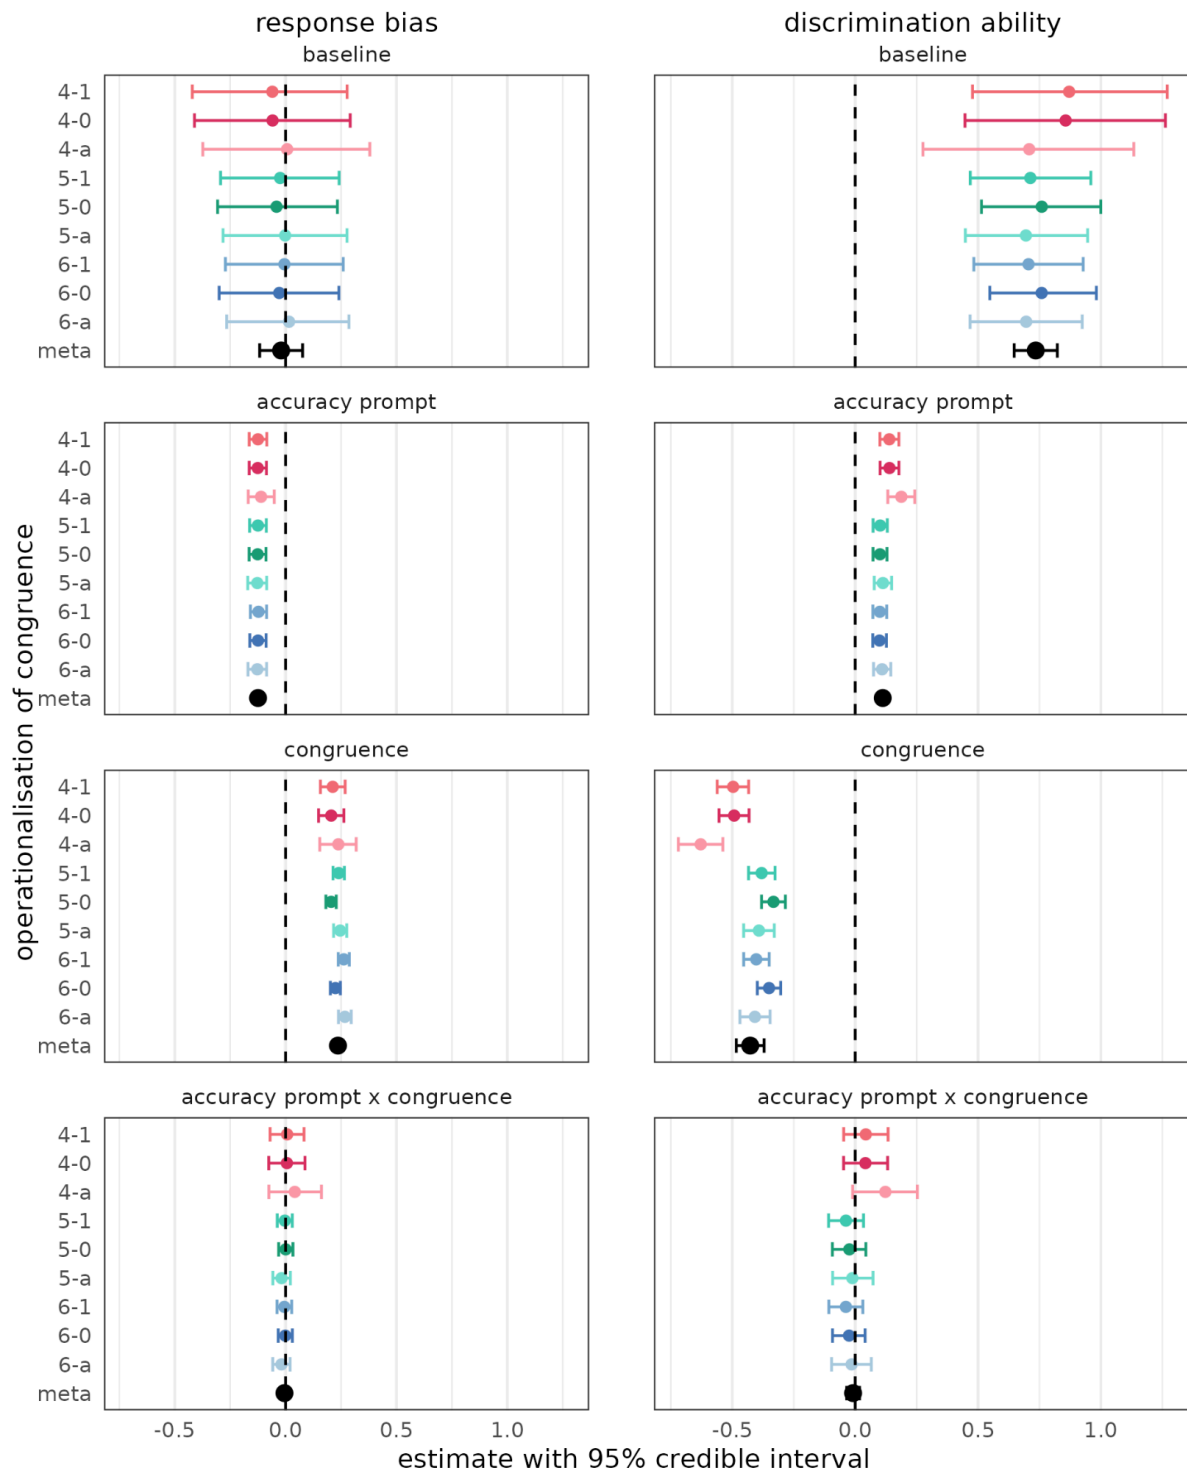 response bias
discrimination ability
baseline
baseline
4-1
4-0
4-a
5-1
5-0
5-a
6-1
6-0
6-a
meta
accuracy prompt
accuracy prompt
4-1
4-0
4-a
5-1
5-0
5-a
6-1
6-0
6-a
meta
congruence
congruence
4-1
4-0
4-a
5-1
5-0
5-a
6-1
6-0
6-a
meta
accuracy prompt x congruence
accuracy prompt x congruence
4-1
4-0
4-a
5-1
5-0
5-a
6-1
6-0
6-a
meta
operationalisation of congruence
-0.5 0.0 0.5 1.0
-0.5 0.0 0.5 1.0
estimate with 95% credible interval